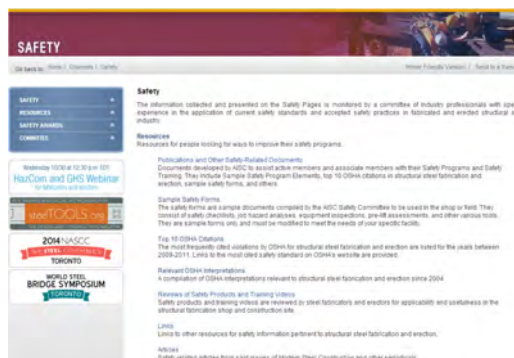 SAFETY
Go back to: Home | Channels | Safety
Printer Friendly Version | Send to a
SAFETY
RESOURCES
SAFETY AWARDS
COMMITTEE
Wednesday 10/30 at 12:30 p.m. EDT
HazCom and GHS Webinar
for fabricators and erectors
steelTOOLS.org
2014 NASCC
THE STEEL CONFERENCE
TORONTO
WORLD STEEL
BRIDGE SYMPOSIUM
TORONTO
Safety
The information collected and presented on the Safety Pages is monitored by a committee of industry professionals with spe
experience in the application of current safety standards and accepted safety practices in fabricated and erected structural s
industry.
Resources
Resources for people looking for ways to improve their safety programs.
Publications and Other Safety-Related Documents
Documents developed by AISC to assist active members and associate members with their Safety Programs and Safety
Training. They include Sample Safety Program Elements, top 10 OSHA citations in structural steel fabrication and
erection, sample safety forms, and others
Sample Safety Forms
The safety forms are sample documents compiled by the AISC Safety Committee to be used in the shop or field. They
consist of safety checklists, job hazard analyses, equipment inspections, pre-lift assessments, and other various tools.
They are sample forms only, and must be modified to meet the needs of your specific facility.
Top 10 OSHA Citations
The most frequently cited violations by OSHA for structural steel fabrication and erection are listed for the years between
2009-2011. Links to the most cited safety standard on OSHA's website are provided.
Relevant OSHA Interpretations
A compilation of OSHA Interpretations relevant to structural steel fabrication and erection since 2004
Reviews of Safety Products and Training Videos
Safety products and training videos are reviewed by steel fabricators and erectors for applicability and usefulness in the
structural fabrication shop and construction site.
Links
Links to other resources for safety information pertinent to structural steel fabrication and erection.
Articles
Safety related articles from past issues of Modern Steel Construction and other periodicals